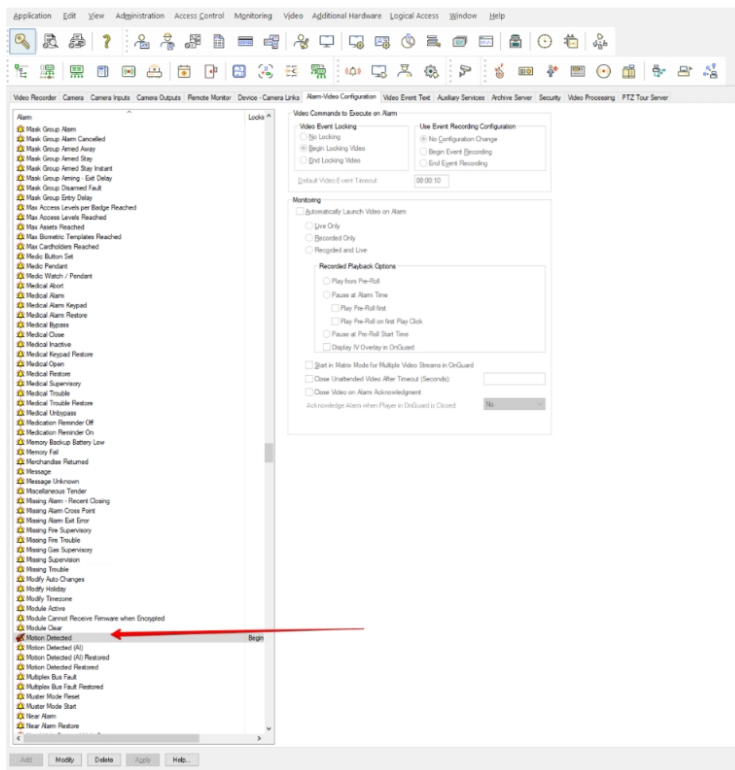 Application Edit View Administration Access Control Monitoring Video Additional Hardware Logical Access Window Help
Video Recorder Camera Camera Inputs Camera Outputs Remote Monitor Device - Camera Links Alarm-Video Configuration Video Event Text Auxiliary Services Archive Server Security Video Processing PTZ Tour Server
Alarm
Mask Group Alarm
Mask Group Alarm Cancelled
Mask Group Armed Away
Mask Group Armed Stay
Mask Group Armed Stay Instant
Mask Group Arming - Exit Delay
Mask Group Disarmed Fault
Mask Group Entry Delay
Max Access Levels per Badge Reached
Max Access Levels Reached
Max Assets Reached
Max Biometric Templates Reached
Max Cardholders Reached
Medic Button Set
Medic Pendant
Medic Watch / Pendant
Medical Abort
Medical Alarm
Medical Alarm Keypad
Medical Alarm Restore
Medical Bypass
Medical Close
Medical Inactive
Medical Keypad Restore
Medical Open
Medical Restore
Medical Supervisory
Medical Trouble
Medical Trouble Restore
Medical Unbypass
Medication Reminder Off
Medication Reminder On
Memory Backup Battery Low
Memory Fail
Merchandise Returned
Message
Message Unknown
Miscellaneous Tender
Missing Alarm - Recent Closing
Missing Alarm Cross Point
Missing Alarm Exit Error
Missing Fire Supervisory
Missing Fire Trouble
Missing Gas Supervisory
Missing Supervision
Missing Trouble
Modify Auto Changes
Modify Holiday
Modify Timezone
Module Active
Module Cannot Receive Firmware when Encrypted
Module Clear
Motion Detected Begin
Motion Detected (AI)
Motion Detected (AI) Restored
Motion Detected Restored
Multiplex Bus Fault
Multiplex Bus Fault Restored
Muster Mode Reset
Muster Mode Start
Near Alarm
Near Alarm Restore
Video Commands to Execute on Alarm
Video Event Locking
No Locking
Begin Locking Video
End Locking Video
Use Event Recording Configuration
No Configuration Change
Begin Event Recording
End Event Recording
Default Video Event Timeout: 00:00:10
Monitoring
Automatically Launch Video on Alarm
Live Only
Recorded Only
Recorded and Live
Recorded Playback Options
Play from Pre-Roll
Pause at Alarm Time
Play Pre-Roll first
Play Pre-Roll on first Play Click
Pause at Pre-Roll Start Time
Display IV Overlay in OnGuard
Start in Matrix Mode for Multiple Video Streams in OnGuard
Close Unattended Video After Timeout (Seconds):
Close Video on Alarm Acknowledgment
Acknowledge Alarm when Player in OnGuard is Closed: No
Add Modify Delete Apply Help...